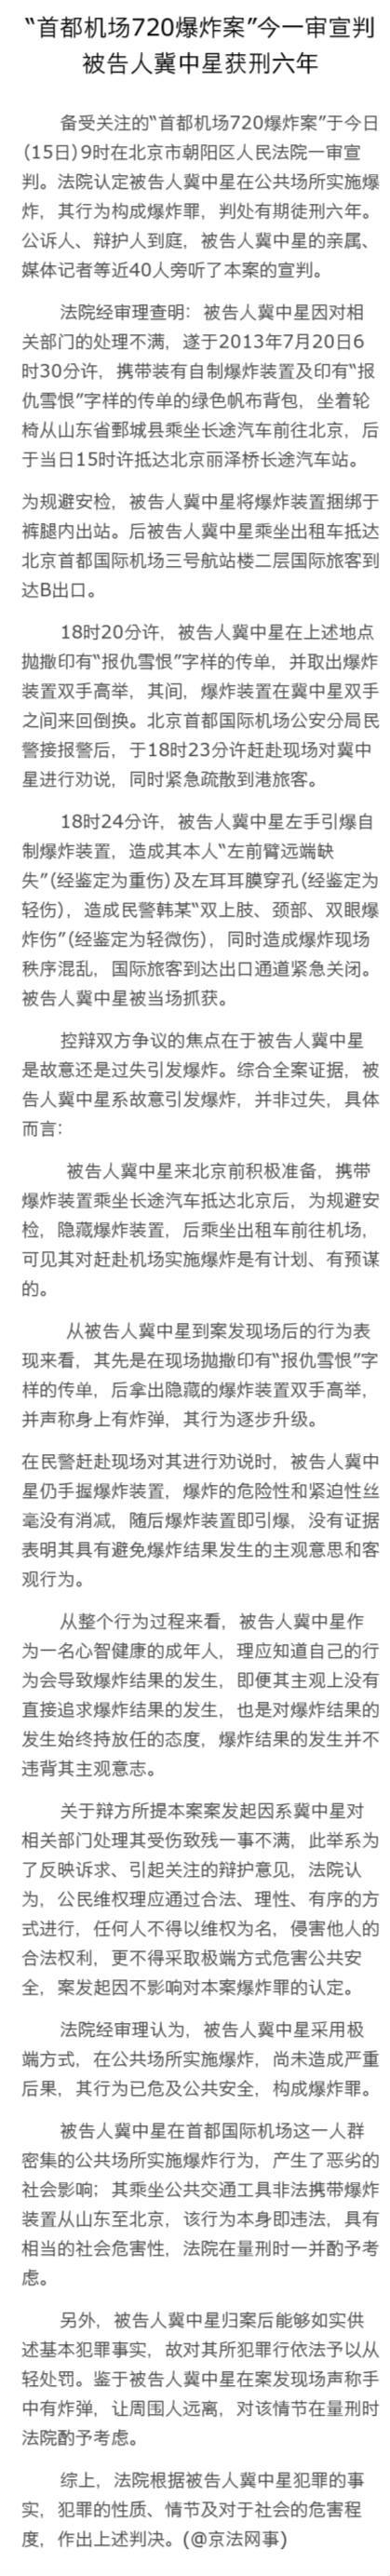 “首都机场720爆炸案”今一审宣判
被告人冀中星获刑六年
备受关注的“首都机场720爆炸案”于今日
(15日)9时在北京市朝阳区人民法院一审宣
判。法院认定被告人冀中星在公共场所实施爆
炸，其行为构成爆炸罪，判处有期徒刑六年。
公诉人、辩护人到庭，被告人冀中星的亲属、
媒体记者等近40人旁听了本案的宣判。
法院经审理查明：被告人冀中星因对相
关部门的处理不满，遂于2013年7月20日6
时30分许，携带装有自制爆炸装置及印有“报
仇雪恨”字样的传单的绿色帆布背包，坐着轮
椅从山东省鄄城县乘坐长途汽车前往北京，后
于当日15时许抵达北京丽泽桥长途汽车站。
为规避安检，被告人冀中星将爆炸装置捆绑于
裤腿内出站。后被告人冀中星乘坐出租车抵达
北京首都国际机场三号航站楼二层国际旅客到
达B出口。
18时20分许，被告人冀中星在上述地点
抛撒印有“报仇雪恨”字样的传单，并取出爆炸
装置双手高举，其间，爆炸装置在冀中星双手
之间来回倒换。北京首都国际机场公安分局民
警接报警后，于18时23分许赶赴现场对冀中
星进行劝说，同时紧急疏散到港旅客。
18时24分许，被告人冀中星左手引爆自
制爆炸装置，造成其本人“左前臂远端缺
失”(经鉴定为重伤)及左耳耳膜穿孔(经鉴定为
轻伤)，造成民警韩某“双上肢、颈部、双眼爆
炸伤”(经鉴定为轻微伤)，同时造成爆炸现场
秩序混乱，国际旅客到达出口通道紧急关闭。
被告人冀中星被当场抓获。
控辩双方争议的焦点在于被告人冀中星
是故意还是过失引发爆炸。综合全案证据，被
告人冀中星系故意引发爆炸，并非过失，具体
而言：
被告人冀中星来北京前积极准备，携带
爆炸装置乘坐长途汽车抵达北京后，为规避安
检，隐藏爆炸装置，后乘坐出租车前往机场，
可见其对赶赴机场实施爆炸是有计划、有预谋
的。
从被告人冀中星到案发现场后的行为表
现来看，其先是在现场抛撒印有“报仇雪恨”字
样的传单，后拿出隐藏的爆炸装置双手高举，
并声称身上有炸弹，其行为逐步升级。
在民警赶赴现场对其进行劝说时，被告人冀中
星仍手握爆炸装置，爆炸的危险性和紧迫性丝
毫没有消减，随后爆炸装置即引爆，没有证据
表明其具有避免爆炸结果发生的主观意思和客
观行为。
从整个行为过程来看，被告人冀中星作
为一名心智健康的成年人，理应知道自己的行
为会导致爆炸结果的发生，即便其主观上没有
直接追求爆炸结果的发生，也是对爆炸结果的
发生始终持放任的态度，爆炸结果的发生并不
违背其主观意志。
关于辩方所提本案案发起因系冀中星对
相关部门处理其受伤致残一事不满，此举系为
了反映诉求、引起关注的辩护意见，法院认
为，公民维权理应通过合法、理性、有序的方
式进行，任何人不得以维权为名，侵害他人的
合法权利，更不得采取极端方式危害公共安
全，案发起因不影响对本案爆炸罪的认定。
法院经审理认为，被告人冀中星采用极
端方式，在公共场所实施爆炸，尚未造成严重
后果，其行为已危及公共安全，构成爆炸罪。
被告人冀中星在首都国际机场这一人群
密集的公共场所实施爆炸行为，产生了恶劣的
社会影响；其乘坐公共交通工具非法携带爆炸
装置从山东至北京，该行为本身即违法，具有
相当的社会危害性，法院在量刑时一并酌予考
虑。
另外，被告人冀中星归案后能够如实供
述基本犯罪事实，故对其所犯罪行依法予以从
轻处罚。鉴于被告人冀中星在案发现场声称手
中有炸弹，让周围人远离，对该情节在量刑时
法院酌予考虑。
综上，法院根据被告人冀中星犯罪的事
实，犯罪的性质、情节及对于社会的危害程
度，作出上述判决。(@京法网事)